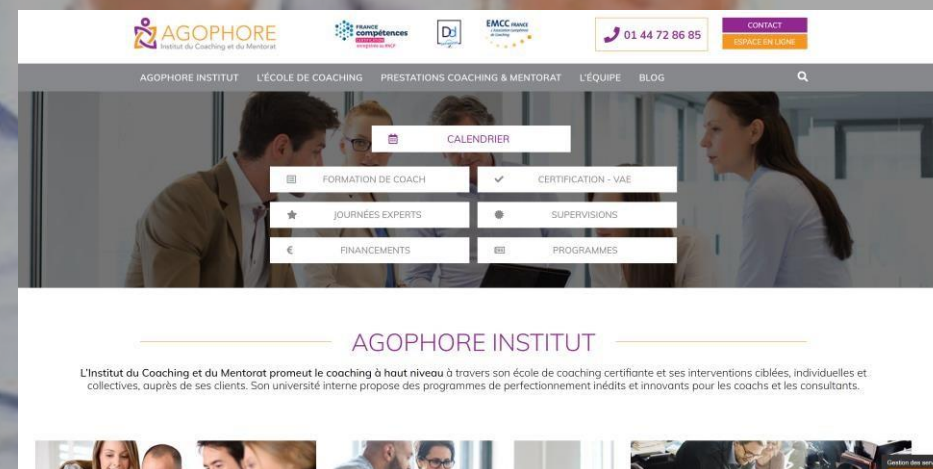 AGOPHORE
Institut du Coaching et du Mentorat
FRANCE
compétences
Dd
EMCC FRANCE
01 44 72 86 85
CONTACT
ESPACE EN LIGNE
AGOPHORE INSTITUT L'ÉCOLE DE COACHING PRESTATIONS COACHING & MENTORAT L'ÉQUIPE BLOG
CALENDRIER
FORMATION DE COACH CERTIFICATION - VAE
JOURNÉES EXPERTS SUPERVISIONS
FINANCEMENTS PROGRAMMES
AGOPHORE INSTITUT
L'Institut du Coaching et du Mentorat promeut le coaching à haut niveau à travers son école de coaching certifiante et ses interventions ciblées, individuelles et
collectives, auprès de ses clients. Son université interne propose des programmes de perfectionnement inédits et innovants pour les coachs et les consultants.
Gestion des